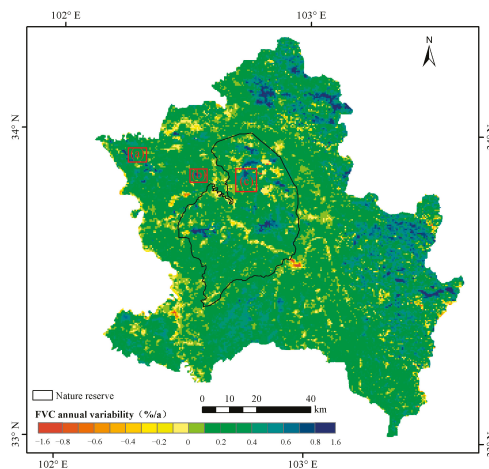 102° E
103° E
N
34° N
Nature reserve
0 10 20 40
km
FVC annual variability (%/a)
−1.6 −0.8 −0.6 −0.4 −0.2 0 0.2 0.4 0.6 0.8 1.6
33° N
102° E
103° E